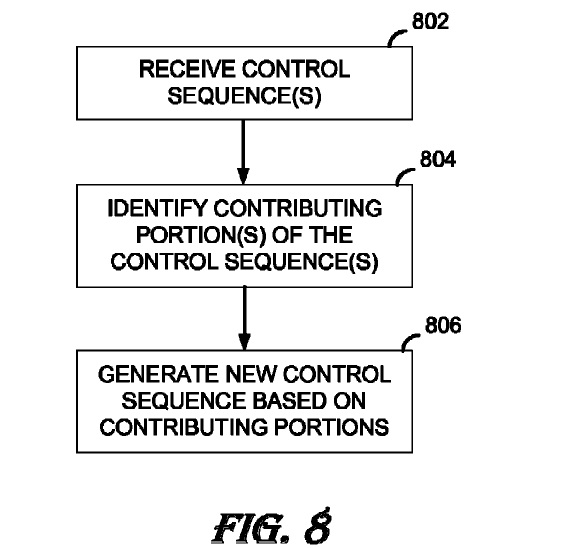 802
RECEIVE CONTROL
SEQUENCE(S)
804
IDENTIFY CONTRIBUTING
PORTION(S) OF THE
CONTROL SEQUENCE(S)
806
GENERATE NEW CONTROL
SEQUENCE BASED ON
CONTRIBUTING PORTIONS
FIG. 8